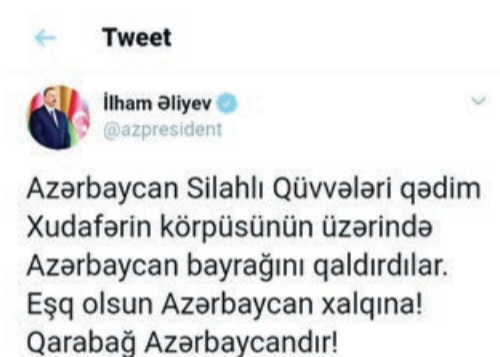 Tweet
İlham Əliyev
@azpresident
Azərbaycan Silahlı Qüvvələri qədim
Xudafərin körpüsünün üzərində
Azərbaycan bayrağını qaldırdılar.
Eşq olsun Azərbaycan xalqına!
Qarabağ Azərbaycandır!